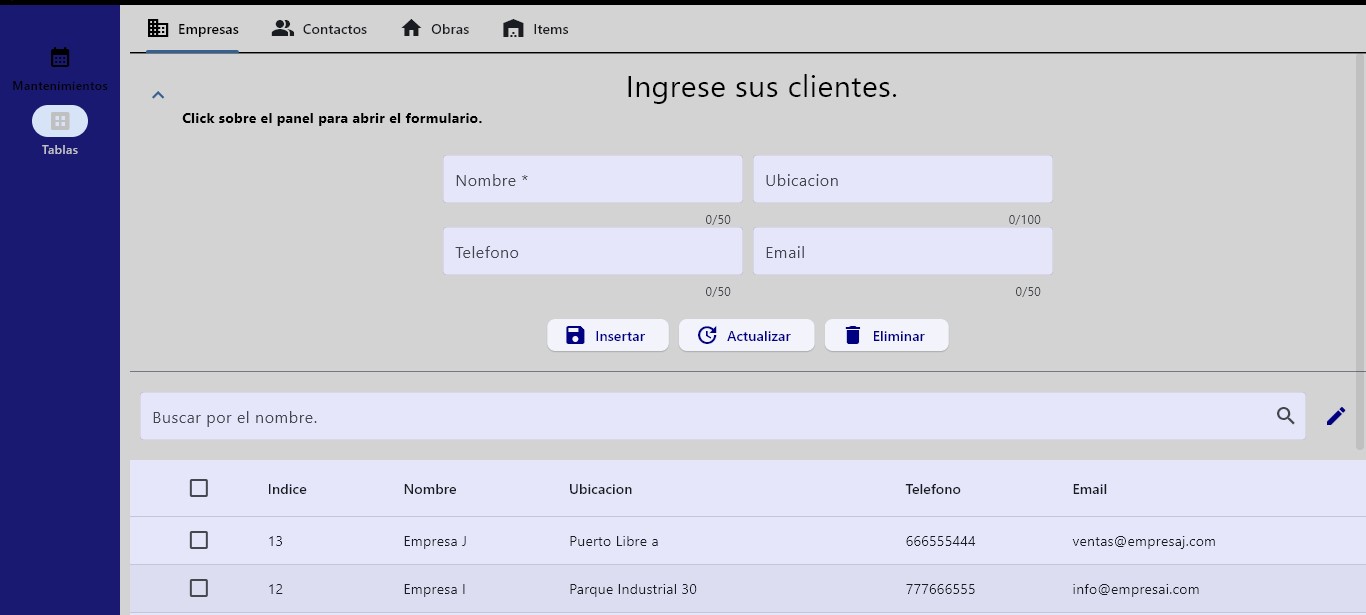 Empresas Contactos Obras Items
Mantenimientos
Tablas
Ingrese sus clientes.
Click sobre el panel para abrir el formulario.
Nombre * Ubicacion
0/50 0/100
Telefono Email
0/50 0/50
Insertar Actualizar Eliminar
Buscar por el nombre.
Indice Nombre Ubicacion Telefono Email
13 Empresa J Puerto Libre a 666555444 ventas@empresaj.com
12 Empresa I Parque Industrial 30 777666555 info@empresai.com